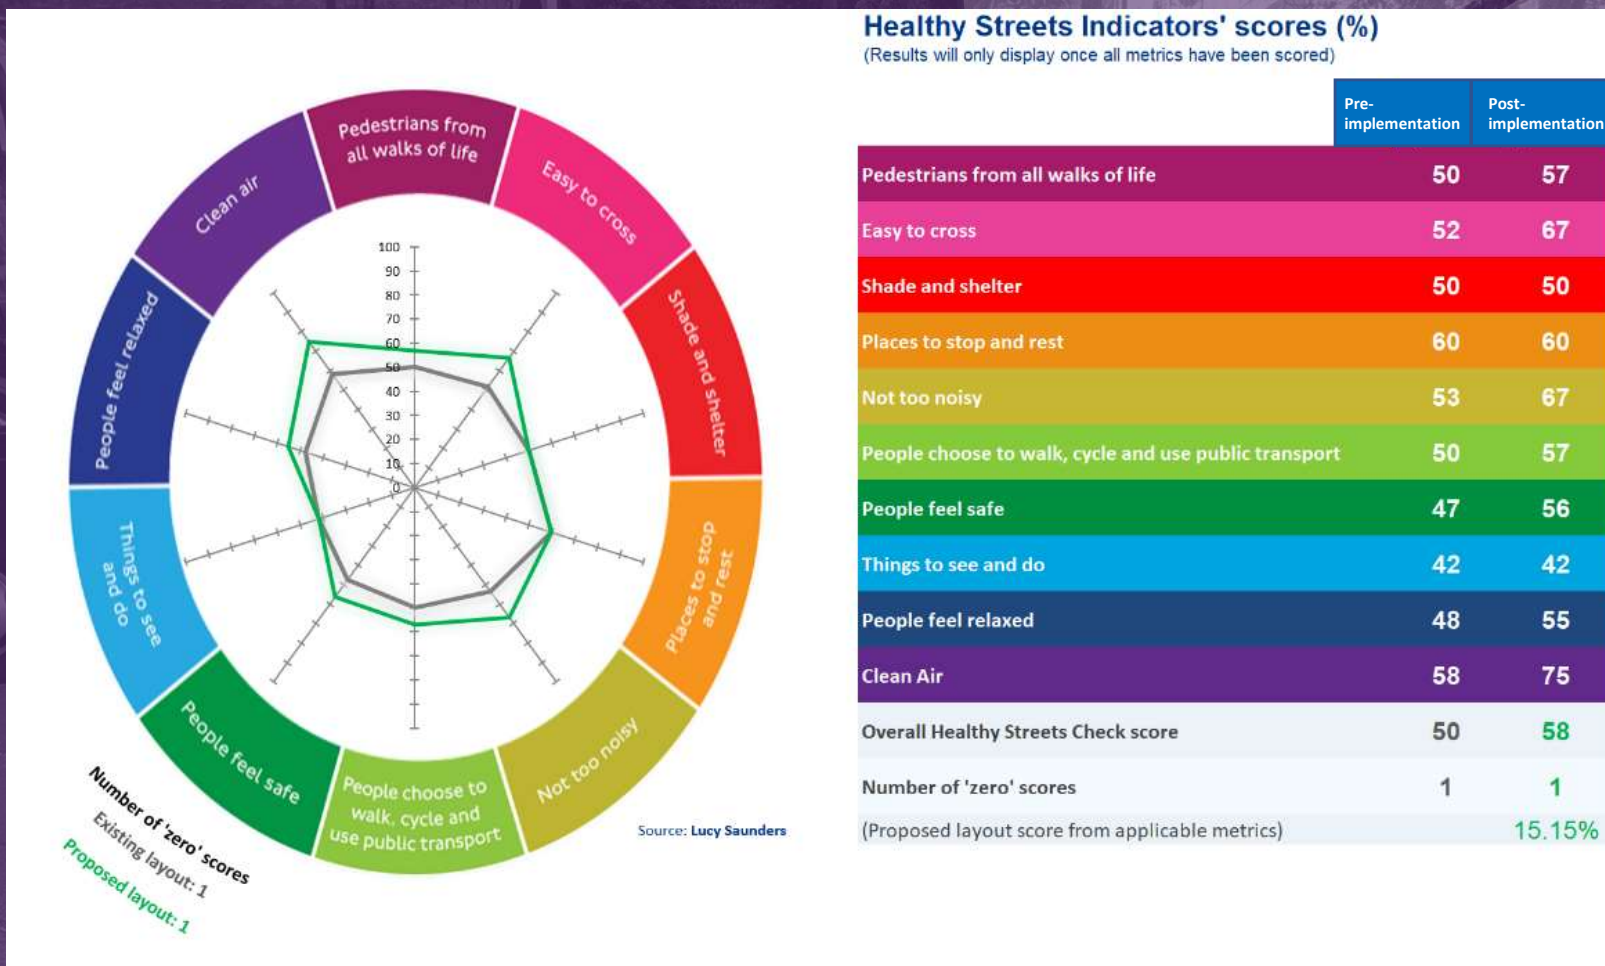 Healthy Streets Indicators' scores (%)
(Results will only display once all metrics have been scored)
Pedestrians from
all walks of life
Easy to cross
Shade and shelter
Places to stop
and rest
Not too noisy
People choose to
walk, cycle and
use public transport
People feel safe
Things to see
and do
People feel relaxed
Clean air
100
90
80
70
60
50
40
30
20
10
0
Number of 'zero' scores
Existing layout: 1
Proposed layout: 1
Source: Lucy Saunders
Pre-
implementation
Post-
implementation
Pedestrians from all walks of life 50 57
Easy to cross 52 67
Shade and shelter 50 50
Places to stop and rest 60 60
Not too noisy 53 67
People choose to walk, cycle and use public transport 50 57
People feel safe 47 56
Things to see and do 42 42
People feel relaxed 48 55
Clean Air 58 75
Overall Healthy Streets Check score 50 58
Number of 'zero' scores 1 1
(Proposed layout score from applicable metrics) 15.15%